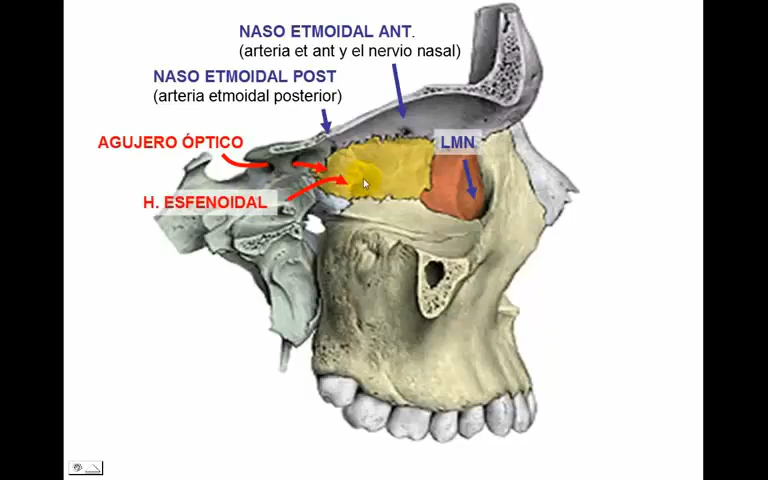 NASO ETMOIDAL ANT.
(arteria et ant y el nervio nasal)
NASO ETMOIDAL POST
(arteria etmoidal posterior)
AGUJERO ÓPTICO
LMN
H. ESFENOIDAL